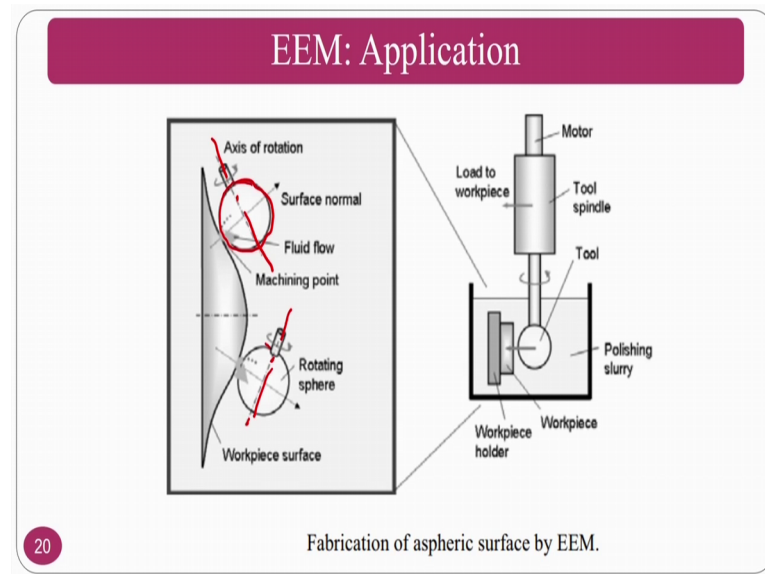 EEM: Application
Axis of rotation
Surface normal
Fluid flow
Machining point
Rotating
sphere
Workpiece surface
Motor
Load to
workpiece
Tool
spindle
Tool
Polishing
slurry
Workpiece
Workpiece
holder
20
Fabrication of aspheric surface by EEM.